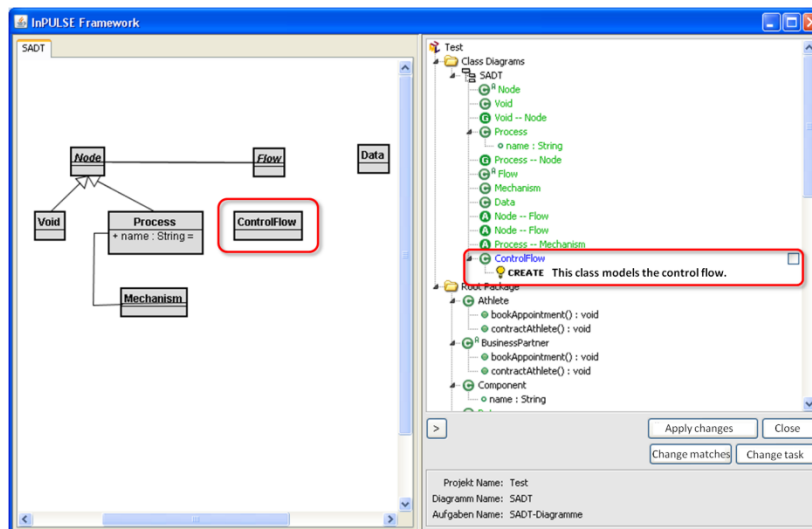 InPULSE Framework
SADT
Node
Flow
Data
Void
Process
+ name : String =
ControlFlow
Mechanism
Test
Class Diagrams
SADT
Node
Void
Void -- Node
Process
name : String
Process -- Node
Flow
Mechanism
Data
Node -- Flow
Node -- Flow
Process -- Mechanism
ControlFlow
CREATE This class models the control flow.
Root Package
Athlete
bookAppointment() : void
contractAthlete() : void
BusinessPartner
bookAppointment() : void
contractAthlete() : void
Component
name : String
> Apply changes Close
Change matches Change task
Projekt Name: Test
Diagramm Name: SADT
Aufgaben Name: SADT-Diagramme